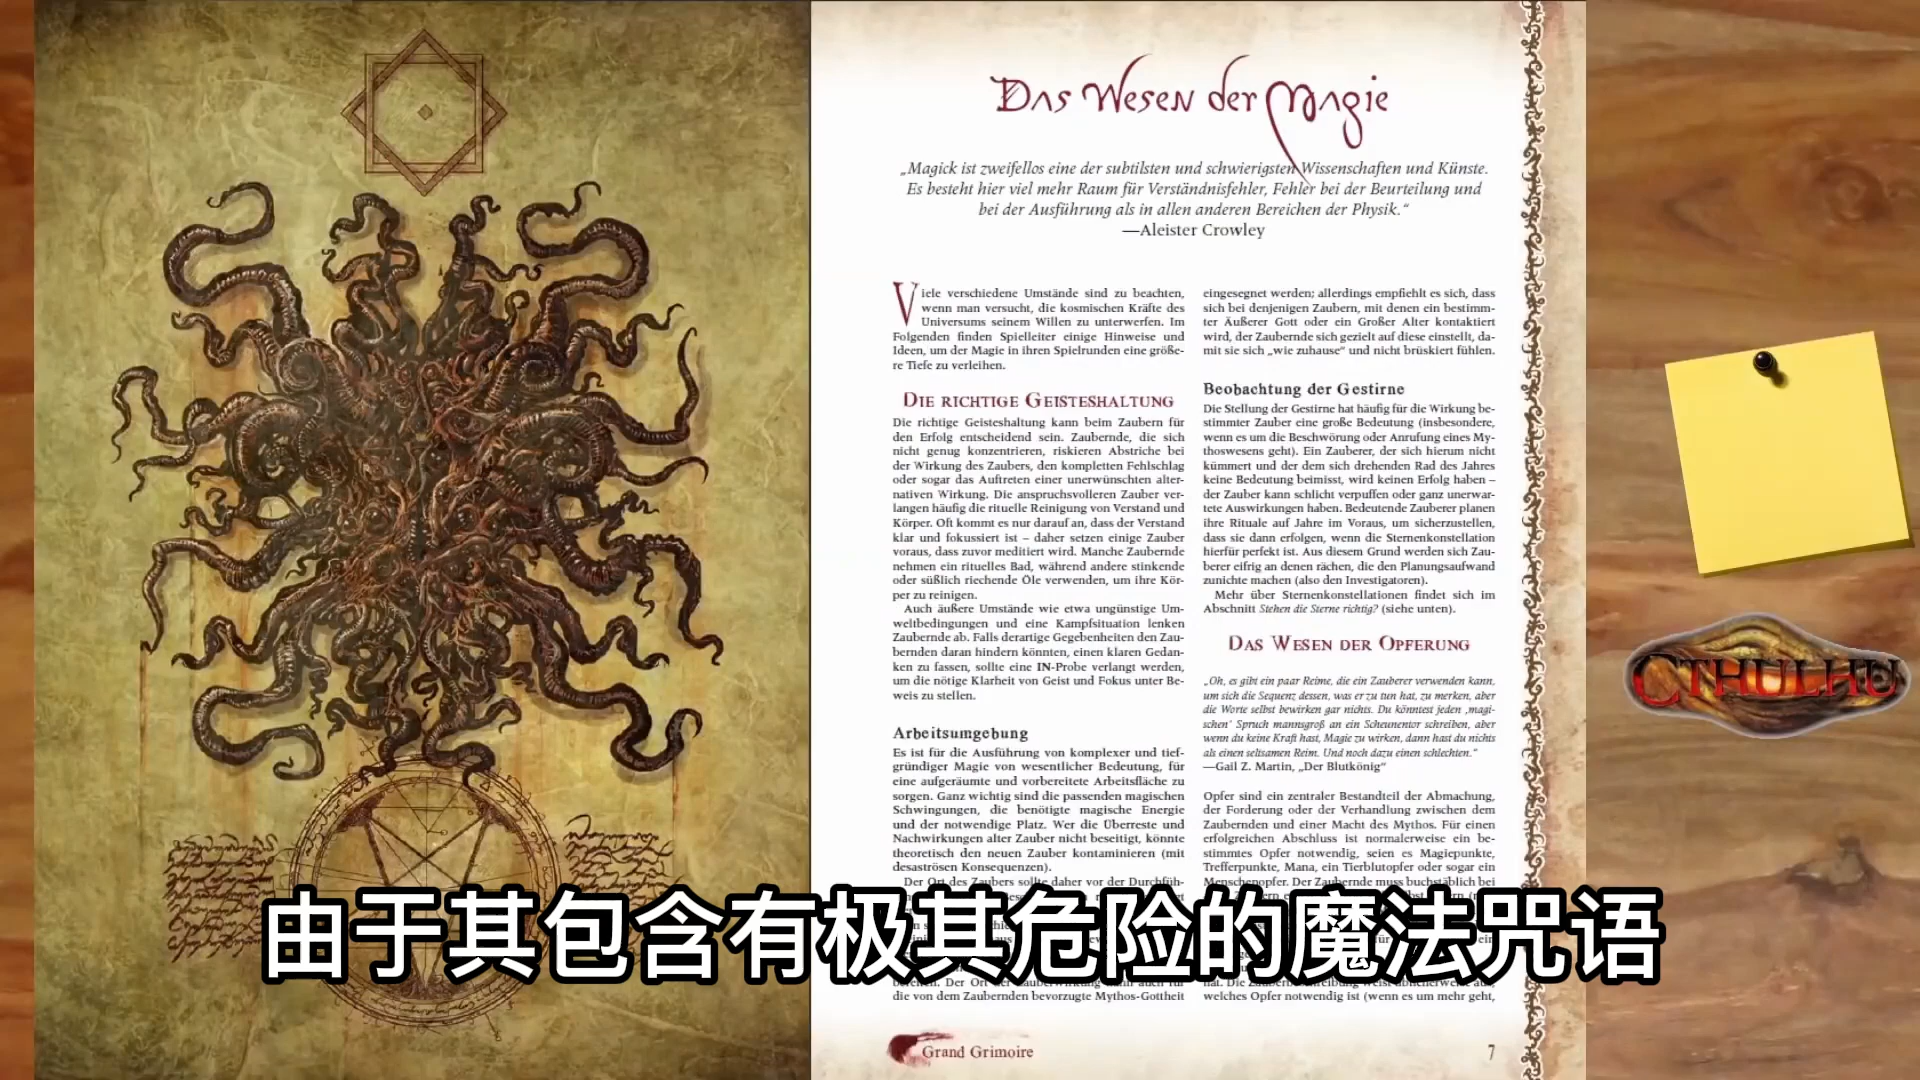 Das Wesen der Magie
„Magick ist zweifellos eine der subtilsten und schwierigsten Wissenschaften und Künste.
Es besteht hier viel mehr Raum für Verständnisfehler, Fehler bei der Beurteilung und
bei der Ausführung als in allen anderen Bereichen der Physik.“
—Aleister Crowley
Viele verschiedene Umstände sind zu beachten,
wenn man versucht, die kosmischen Kräfte des
Universums seinem Willen zu unterwerfen. Im
Folgenden finden Spielleiter einige Hinweise und
Ideen, um der Magie in ihren Spielrunden eine größe-
re Tiefe zu verleihen.
Die richtige Geisteshaltung
Die richtige Geisteshaltung kann beim Zaubern für
den Erfolg entscheidend sein. Zaubernde, die sich
nicht genug konzentrieren, riskieren Abstriche bei
der Wirkung des Zaubers, den kompletten Fehlschlag
oder sogar das Auftreten einer unerwünschten alter-
nativen Wirkung. Die anspruchsvolleren Zauber ver-
langen häufig die rituelle Reinigung von Verstand und
Körper. Oft kommt es nur darauf an, dass der Verstand
klar und fokussiert ist – daher setzen einige Zauber
voraus, dass zuvor meditiert wird. Manche Zaubernde
nehmen ein rituelles Bad, während andere stinkende
oder süßlich riechende Öle verwenden, um ihre Kör-
per zu reinigen.
Auch äußere Umstände wie etwa ungünstige Um-
weltbedingungen und eine Kampfsituation lenken
Zaubernde ab. Falls derartige Gegebenheiten den Zau-
bernden daran hindern könnten, einen klaren Gedan-
ken zu fassen, sollte eine IN-Probe verlangt werden,
um die nötige Klarheit von Geist und Fokus unter Be-
weis zu stellen.
Arbeitsumgebung
Es ist für die Ausführung von komplexer und tief-
gründiger Magie von wesentlicher Bedeutung, für
eine aufgeräumte und vorbereitete Arbeitsfläche zu
sorgen. Ganz wichtig sind die passenden magischen
Schwingungen, die benötigte magische Energie
und der notwendige Platz. Wer die Überreste und
Nachwirkungen alter Zauber nicht beseitigt, könnte
theoretisch den neuen Zauber kontaminieren (mit
desaströsen Konsequenzen).
Der Ort des Zaubers sollte daher vor der Durchfüh-
die von dem Zaubernden bevorzugte Mythos-Gottheit
eingesegnet werden; allerdings empfiehlt es sich, dass
sich bei denjenigen Zaubern, mit denen ein bestimm-
ter Äußerer Gott oder ein Großer Alter kontaktiert
wird, der Zaubernde sich gezielt auf diese einstellt, da-
mit sie sich „wie zuhause“ und nicht brüskiert fühlen.
Beobachtung der Gestirne
Die Stellung der Gestirne hat häufig für die Wirkung be-
stimmter Zauber eine große Bedeutung (insbesondere,
wenn es um die Beschwörung oder Anrufung eines My-
thoswesens geht). Ein Zauberer, der sich hierum nicht
kümmert und der dem sich drehenden Rad des Jahres
keine Bedeutung beimisst, wird keinen Erfolg haben –
der Zauber kann schlicht verpuffen oder ganz unerwar-
tete Auswirkungen haben. Bedeutende Zauberer planen
ihre Rituale auf Jahre im Voraus, um sicherzustellen,
dass sie dann erfolgen, wenn die Sternenkonstellation
hierfür perfekt ist. Aus diesem Grund werden sich Zau-
berer eifrig an denen rächen, die den Planungsaufwand
zunichte machen (also den Investigatoren).
Mehr über Sternenkonstellationen findet sich im
Abschnitt Stehen die Sterne richtig? (siehe unten).
Das Wesen der Opferung
„Oh, es gibt ein paar Reime, die ein Zauberer verwenden kann,
um sich die Sequenz dessen, was er zu tun hat, zu merken, aber
die Worte selbst bewirken gar nichts. Du könntest jeden ‚magi-
schen‘ Spruch mannsgroß an ein Scheunentor schreiben, aber
wenn du keine Kraft hast, Magie zu wirken, dann hast du nichts
als einen seltsamen Reim. Und noch dazu einen schlechten.“
—Gail Z. Martin, „Der Blutkönig“
Opfer sind ein zentraler Bestandteil der Abmachung,
der Forderung oder der Verhandlung zwischen dem
Zaubernden und einer Macht des Mythos. Für einen
erfolgreichen Abschluss ist normalerweise ein be-
stimmtes Opfer notwendig, seien es Magiepunkte,
Trefferpunkte, Mana, ein Tierblutopfer oder sogar ein
Menschenopfer. Der Zaubernde muss buchstäblich bei
welches Opfer notwendig ist (wenn es um mehr geht,
Grand Grimoire
7
CTHULHU
由于其包含有极其危险的魔法咒语